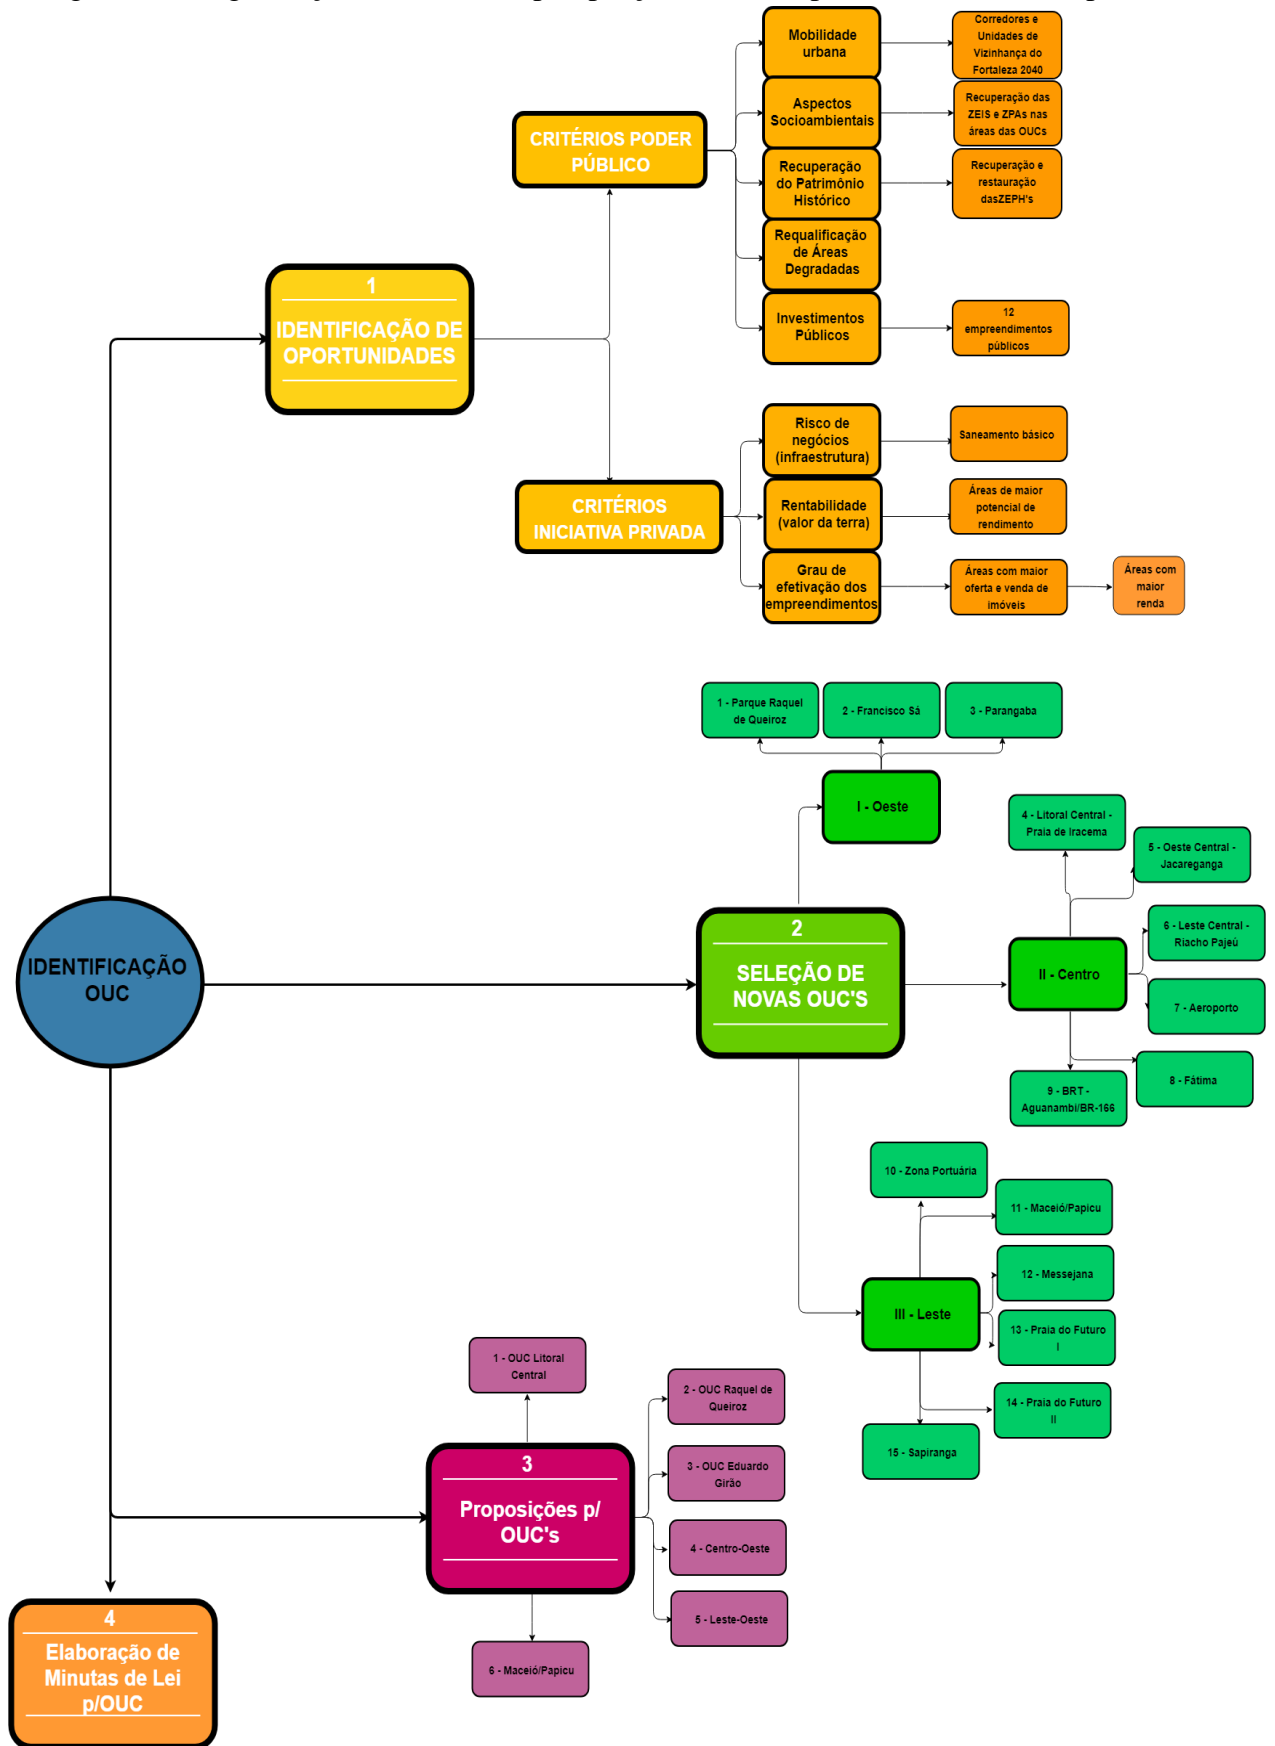 Mobilidade
urbana
Corredores e
Unidades de
Vizinhança do
Fortaleza 2040
Aspectos
Socioambientais
Recuperação das
ZEIS e ZPAs nas
áreas das OUCs
CRITÉRIOS PODER
PÚBLICO
Recuperação
do Patrimônio
Histórico
Recuperação e
restauração
dasZEPH's
Requalificação
de Áreas
Degradadas
1
IDENTIFICAÇÃO DE
OPORTUNIDADES
Investimentos
Públicos
12
empreendimentos
públicos
Risco de
negócios
(infraestrutura)
Saneamento básico
CRITÉRIOS
INICIATIVA PRIVADA
Rentabilidade
(valor da terra)
Áreas de maior
potencial de
rendimento
Grau de
efetivação dos
empreendimentos
Áreas com maior
oferta e venda de
imóveis
Áreas com
maior
renda
1 - Parque Raquel
de Queiroz
2 - Francisco Sá
3 - Parangaba
I - Oeste
4 - Litoral Central -
Praia de Iracema
5 - Oeste Central -
Jacareganga
6 - Leste Central -
Riacho Pajeù
IDENTIFICAÇÃO
OUC
2
SELEÇÃO DE
NOVAS OUC'S
II - Centro
7 - Aeroporto
8 - Fátima
9 - BRT -
Aguanambi/BR-166
10 - Zona Portuária
11 - Maceió/Papicu
12 - Messejana
III - Leste
13 - Praia do Futuro
I
14 - Praia do Futuro
II
15 - Sapiranga
1 - OUC Litoral
Central
2 - OUC Raquel de
Queiroz
3
Proposições p/
OUC's
3 - OUC Eduardo
Girão
4 - Centro-Oeste
5 - Leste-Oeste
6 - Maceió/Papicu
4
Elaboração de
Minutas de Lei
p/OUC